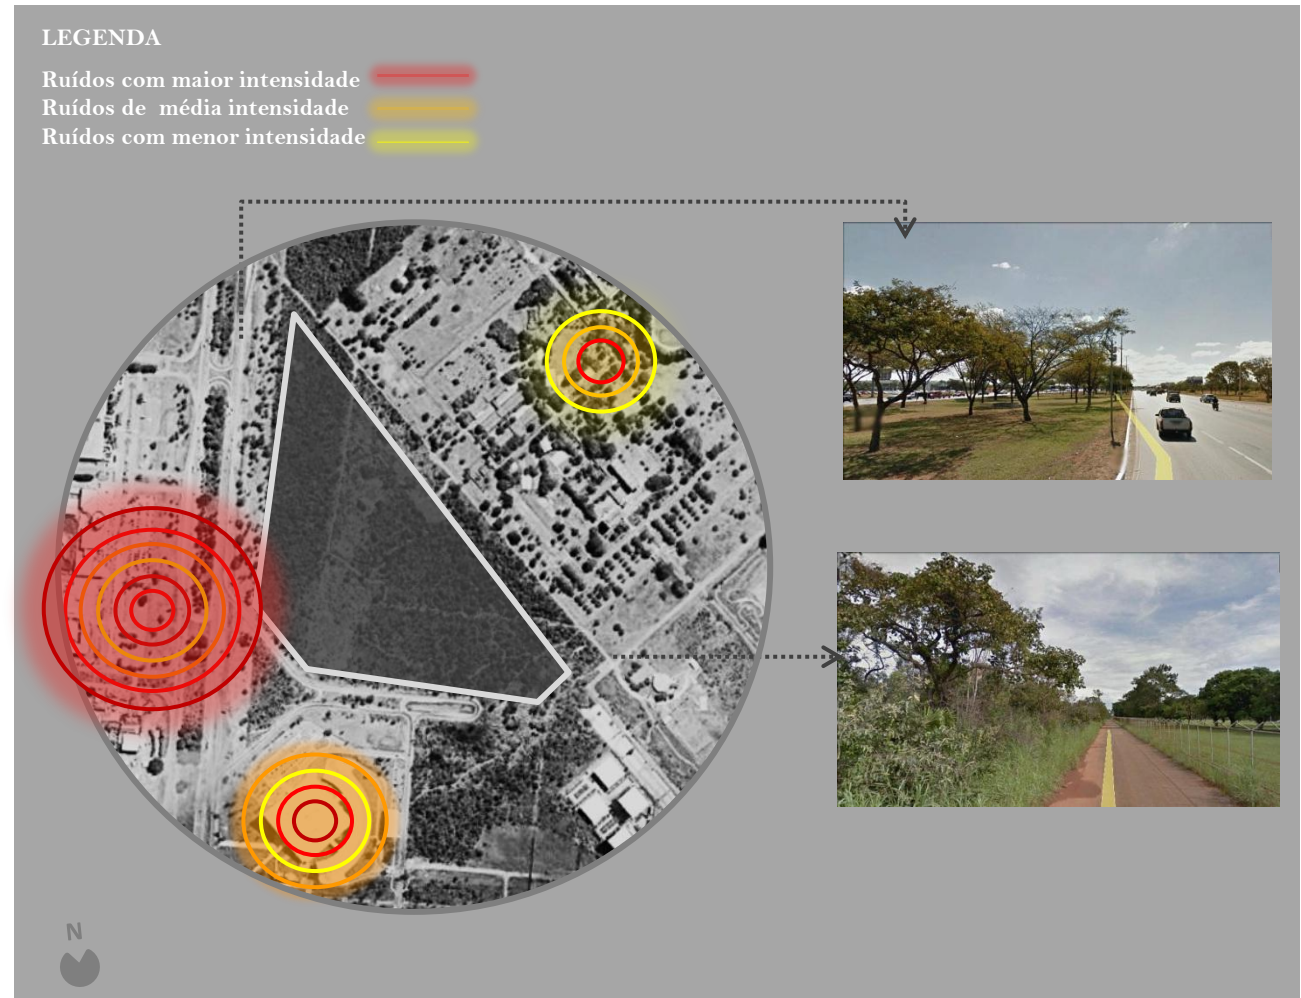 LEGENDA
Ruídos com maior intensidade
Ruídos de média intensidade
Ruídos com menor intensidade
N